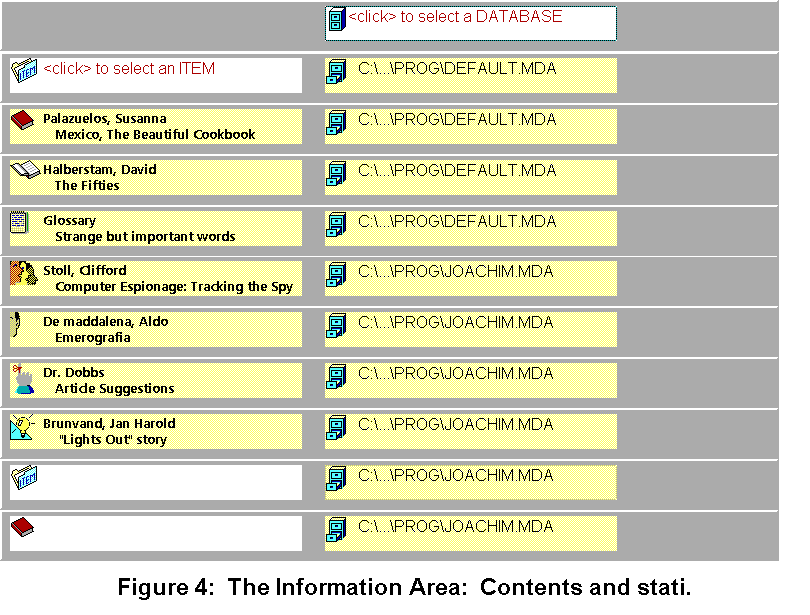 <click> to select a DATABASE
<click> to select an ITEM
C:\...\PROG\DEFAULT.MDA
Palazuelos, Susanna
Mexico, The Beautiful Cookbook
C:\...\PROG\DEFAULT.MDA
Halberstam, David
The Fifties
C:\...\PROG\DEFAULT.MDA
Glossary
Strange but important words
C:\...\PROG\DEFAULT.MDA
Stoll, Clifford
Computer Espionage: Tracking the Spy
C:\...\PROG\JOACHIM.MDA
De maddalena, Aldo
Emerografia
C:\...\PROG\JOACHIM.MDA
Dr. Dobbs
Article Suggestions
C:\...\PROG\JOACHIM.MDA
Brunvand, Jan Harold
"Lights Out" story
C:\...\PROG\JOACHIM.MDA
ITEM
C:\...\PROG\JOACHIM.MDA
C:\...\PROG\JOACHIM.MDA
Figure 4:  The Information Area:  Contents and stati.